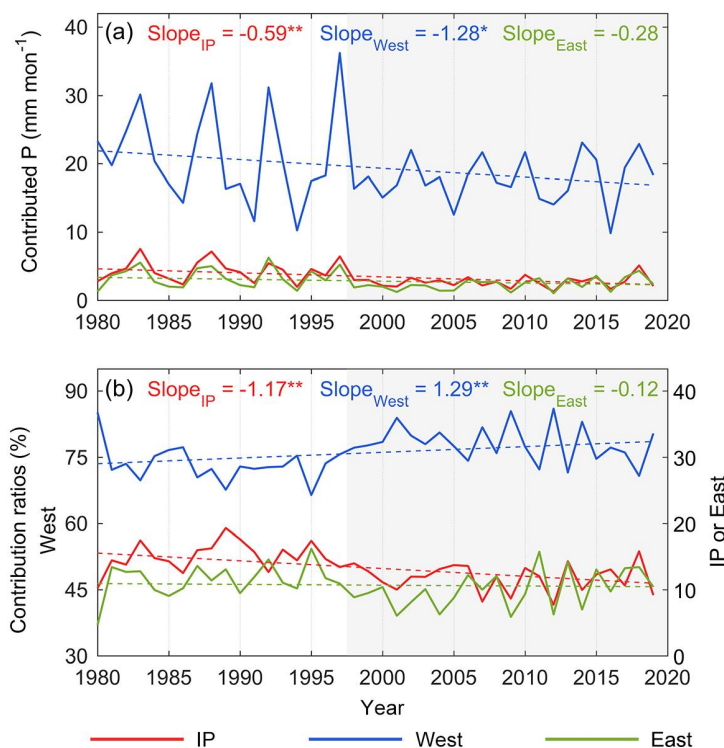 (a) Slope_IP = -0.59** Slope_West = -1.28* Slope_East = -0.28
Contributed P (mm mon⁻¹)
40
30
20
10
0
1980 1985 1990 1995 2000 2005 2010 2015 2020
(b) Slope_IP = -1.17** Slope_West = 1.29** Slope_East = -0.12
Contribution ratios (%)
West
90
75
60
45
30
40
30
20
10
0
IP or East
1980 1985 1990 1995 2000 2005 2010 2015 2020
Year
IP West East